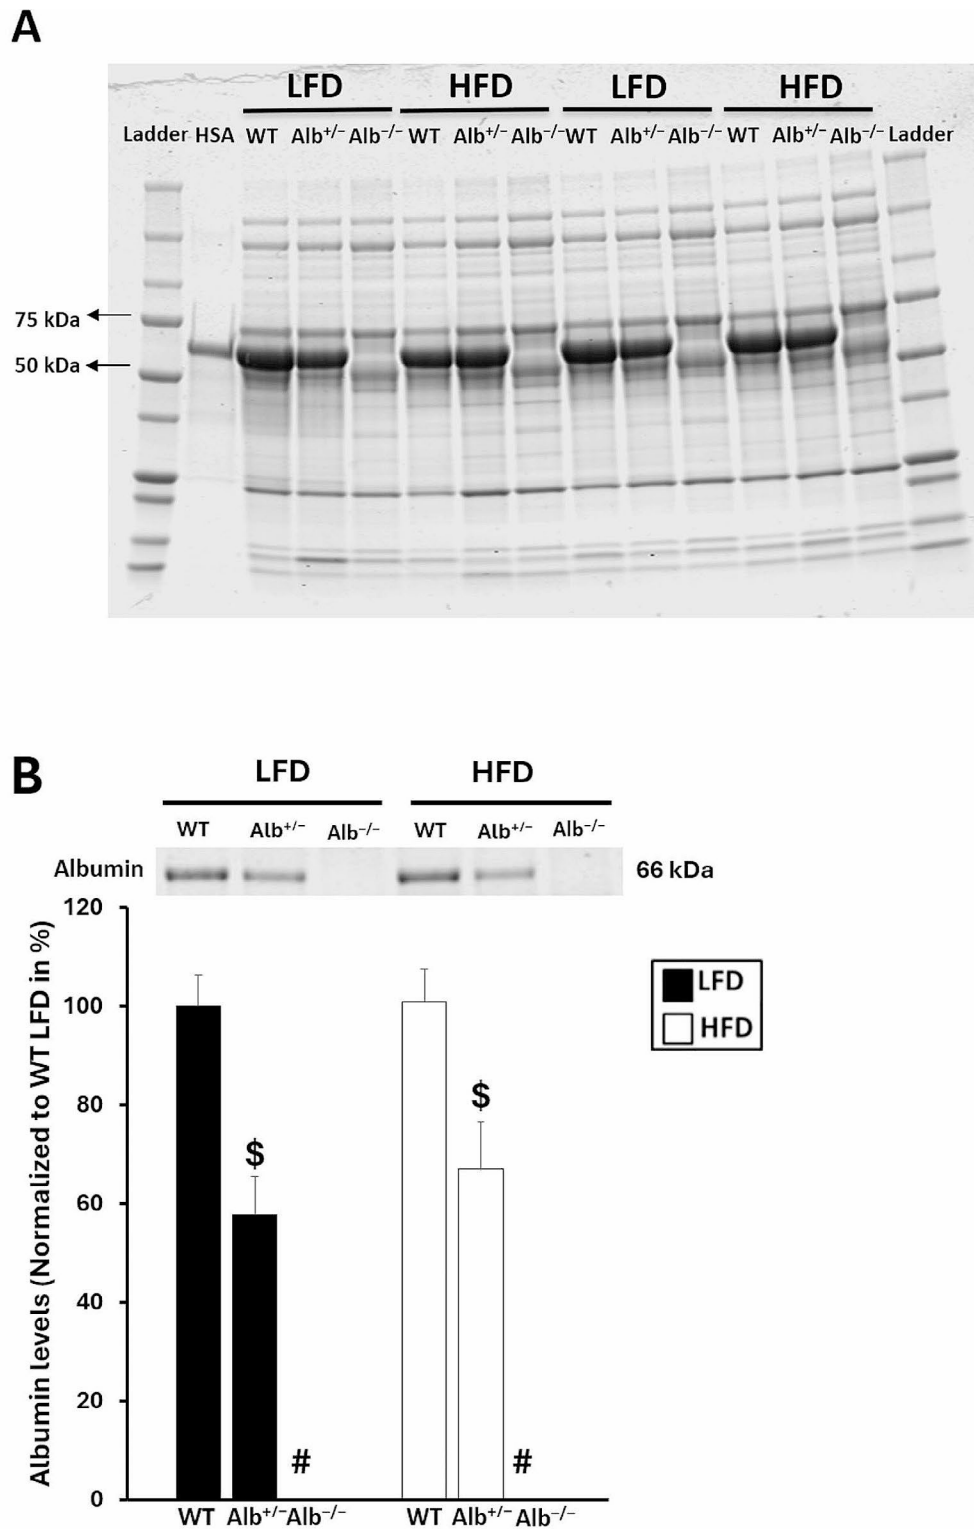 A
LFD HFD LFD HFD
Ladder HSA WT Alb⁺/⁻ Alb⁻/⁻ WT Alb⁺/⁻ Alb⁻/⁻ WT Alb⁺/⁻ Alb⁻/⁻ WT Alb⁺/⁻ Alb⁻/⁻ Ladder
75 kDa
50 kDa
B
LFD HFD
WT Alb⁺/⁻ Alb⁻/⁻ WT Alb⁺/⁻ Alb⁻/⁻
Albumin 66 kDa
Albumin levels (Normalized to WT LFD in %)
120
100
80
60
40
20
0
$ $
# #
LFD
HFD
WT Alb⁺/⁻ Alb⁻/⁻ WT Alb⁺/⁻ Alb⁻/⁻